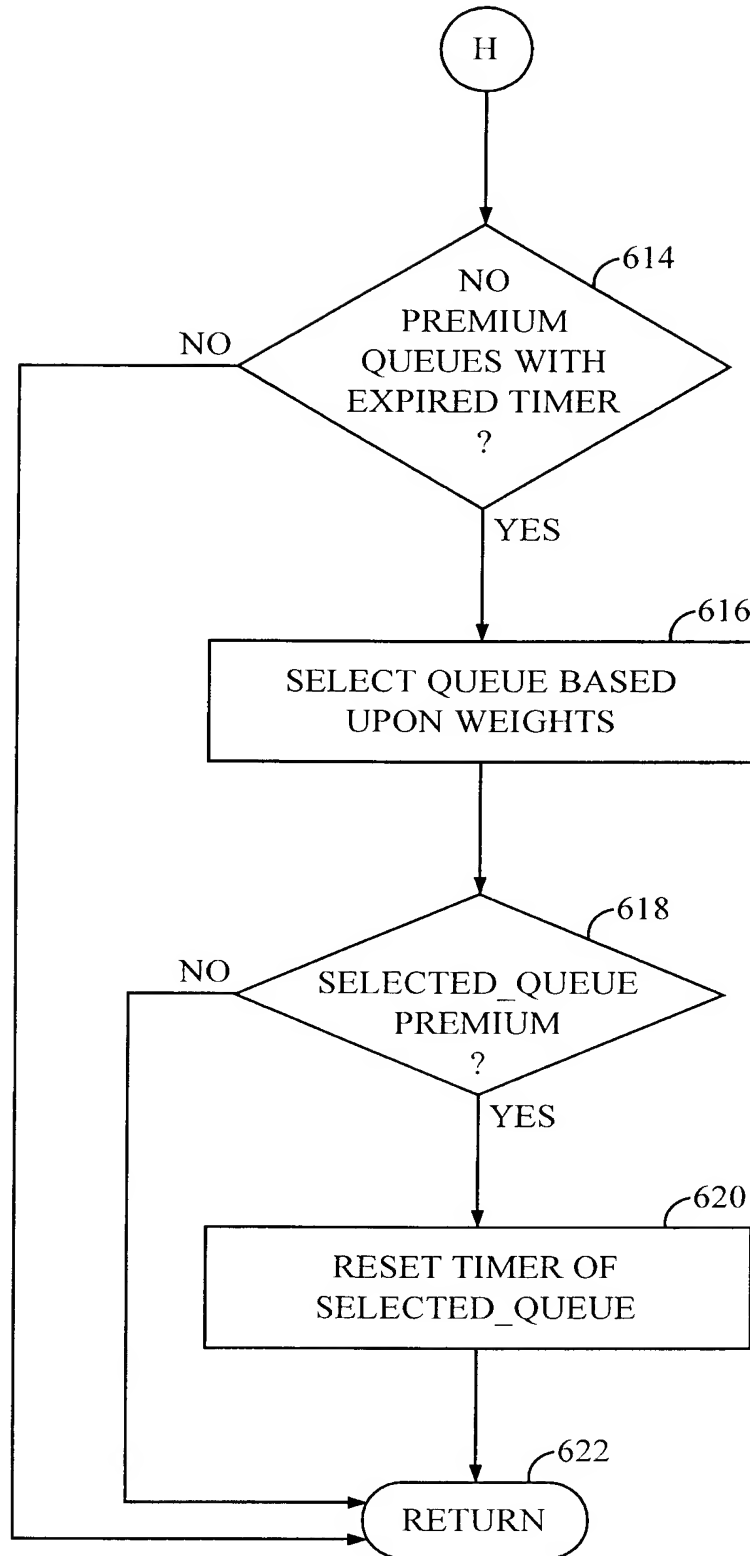 H
614
NO
PREMIUM
QUEUES WITH
EXPIRED TIMER
?
NO
YES
616
SELECT QUEUE BASED
UPON WEIGHTS
618
NO
SELECTED_QUEUE
PREMIUM
?
YES
620
RESET TIMER OF
SELECTED_QUEUE
622
RETURN